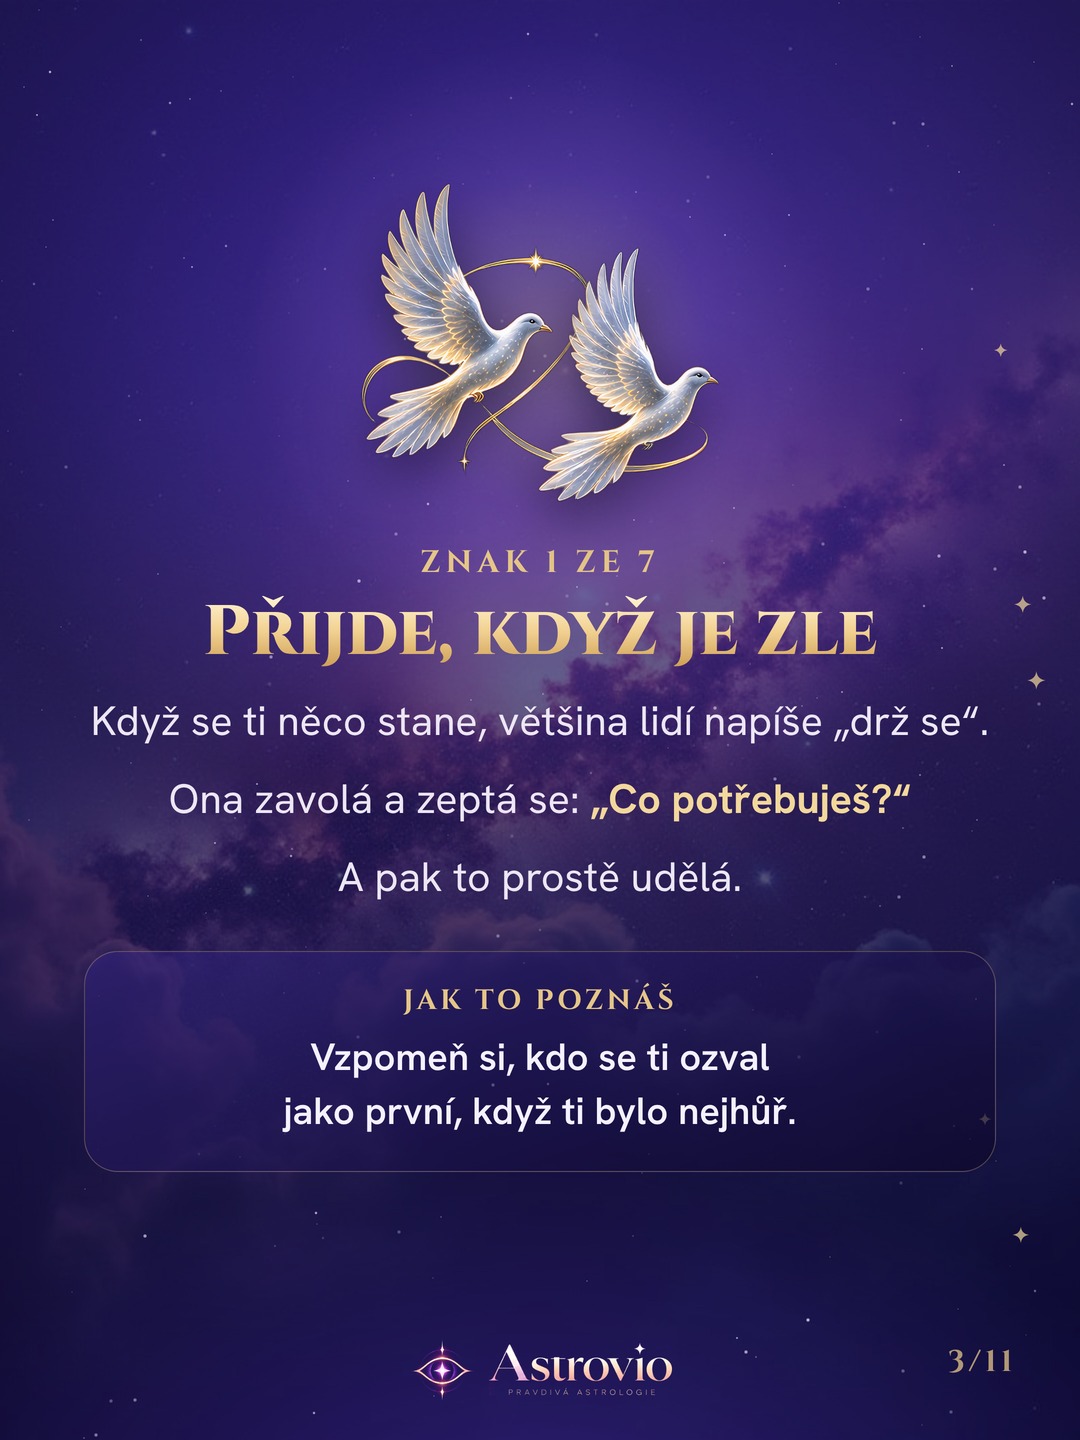 ZNAK 1 ZE 7
PŘIJDE, KDYŽ JE ZLE
Když se ti něco stane, většina lidí napíše „drž se“.
Ona zavolá a zeptá se: „Co potřebuješ?“
A pak to prostě udělá.
JAK TO POZNÁŠ
Vzpomeň si, kdo se ti ozval
jako první, když ti bylo nejhůř.
Astrovio
PRAVDIVÁ ASTROLOGIE
3/11